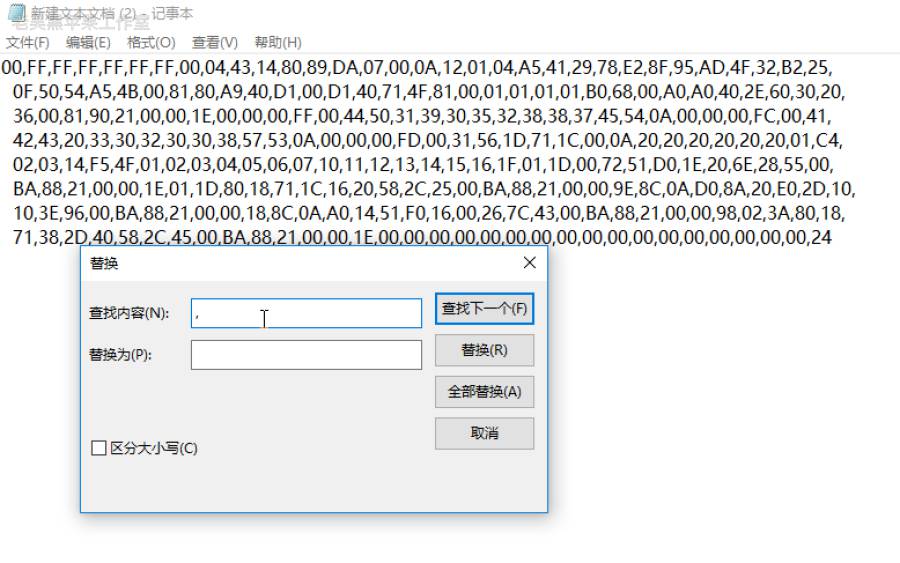 新建文本文档 (2) - 记事本
老吴黑苹果工作室
文件(F) 编辑(E) 格式(O) 查看(V) 帮助(H)
00,FF,FF,FF,FF,FF,FF,00,04,43,14,80,89,DA,07,00,0A,12,01,04,A5,41,29,78,E2,8F,95,AD,4F,32,B2,25,
0F,50,54,A5,4B,00,81,80,A9,40,D1,00,D1,40,71,4F,81,00,01,01,01,01,B0,68,00,A0,A0,40,2E,60,30,20,
36,00,81,90,21,00,00,1E,00,00,00,FF,00,44,50,31,39,30,35,32,38,38,37,45,54,0A,00,00,00,FC,00,41,
42,43,20,33,30,32,30,30,38,57,53,0A,00,00,00,FD,00,31,56,1D,71,1C,00,0A,20,20,20,20,20,20,01,C4,
02,03,14,F5,4F,01,02,03,04,05,06,07,10,11,12,13,14,15,16,1F,01,1D,00,72,51,D0,1E,20,6E,28,55,00,
BA,88,21,00,00,1E,01,1D,80,18,71,1C,16,20,58,2C,25,00,BA,88,21,00,00,9E,8C,0A,D0,8A,20,E0,2D,10,
10,3E,96,00,BA,88,21,00,00,18,8C,0A,A0,14,51,F0,16,00,26,7C,43,00,BA,88,21,00,00,98,02,3A,80,18,
71,38,2D,40,58,2C,45,00,BA,88,21,00,00,1E,00,00,00,00,00,00,00,00,00,00,00,00,00,00,00,00,00,24
替换
查找内容(N): , 查找下一个(F)
替换为(P): 替换(R)
全部替换(A)
取消
区分大小写(C)